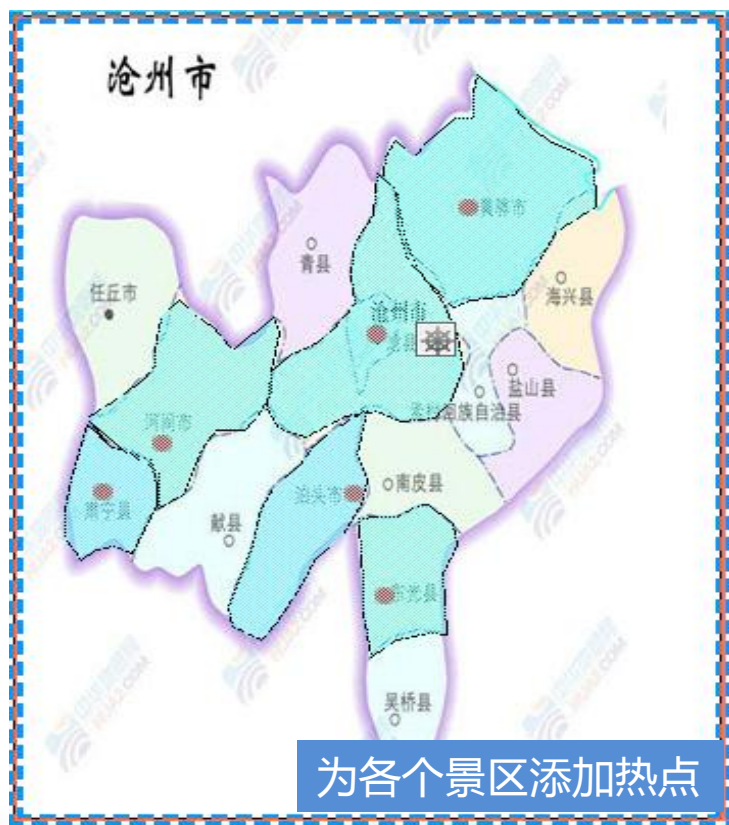 沧州市
黄骅市
青县
海兴县
任丘市
沧州市
沧县
盐山县
孟村回族自治县
河间市
南皮县
泊头市
肃宁县
献县
东光县
吴桥县
为各个景区添加热点